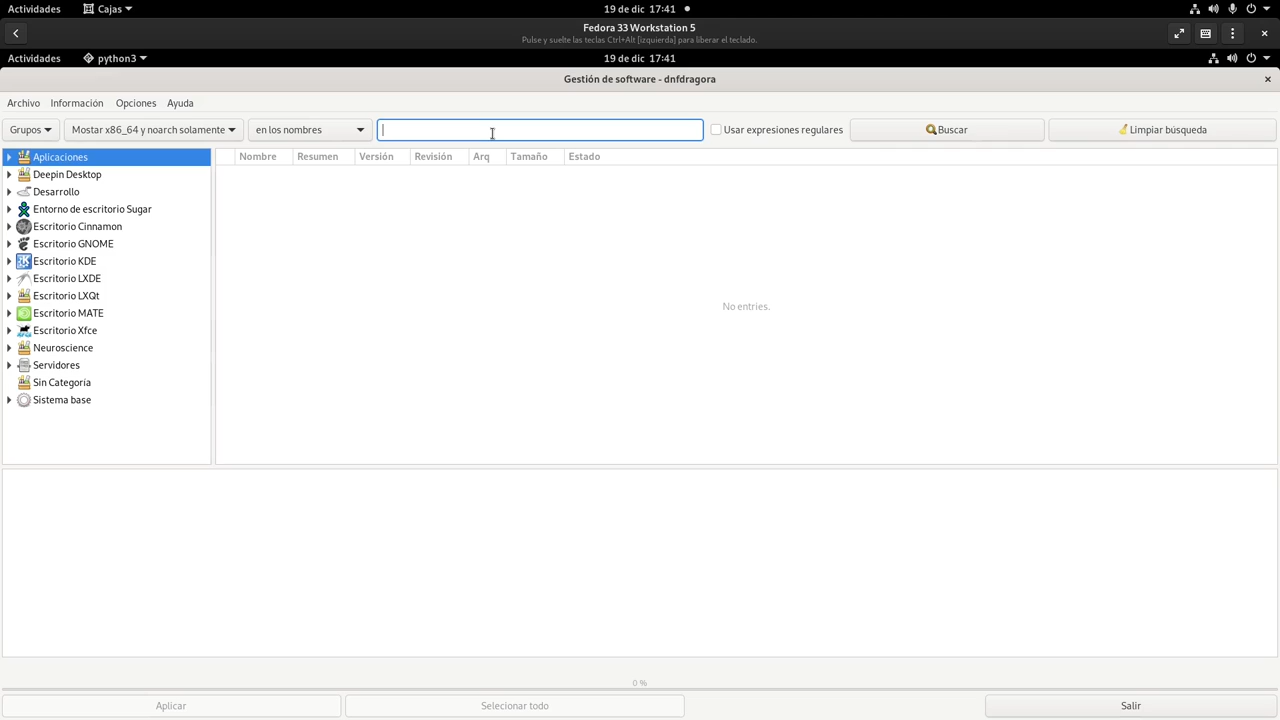 Actividades Cajas 19 de dic 17:41
Fedora 33 Workstation 5
Pulse y suelte las teclas Ctrl+Alt [izquierda] para liberar el teclado.
Actividades python3 19 de dic 17:41
Gestión de software - dnfdragora
Archivo Información Opciones Ayuda
Grupos Mostar x86_64 y noarch solamente en los nombres Usar expresiones regulares Buscar Limpiar búsqueda
Nombre Resumen Versión Revisión Arq Tamaño Estado
Aplicaciones
Deepin Desktop
Desarrollo
Entorno de escritorio Sugar
Escritorio Cinnamon
Escritorio GNOME
Escritorio KDE
Escritorio LXDE
Escritorio LXQt
Escritorio MATE
Escritorio Xfce
Neuroscience
Servidores
Sin Categoría
Sistema base
No entries.
0 %
Aplicar Selecionar todo Salir